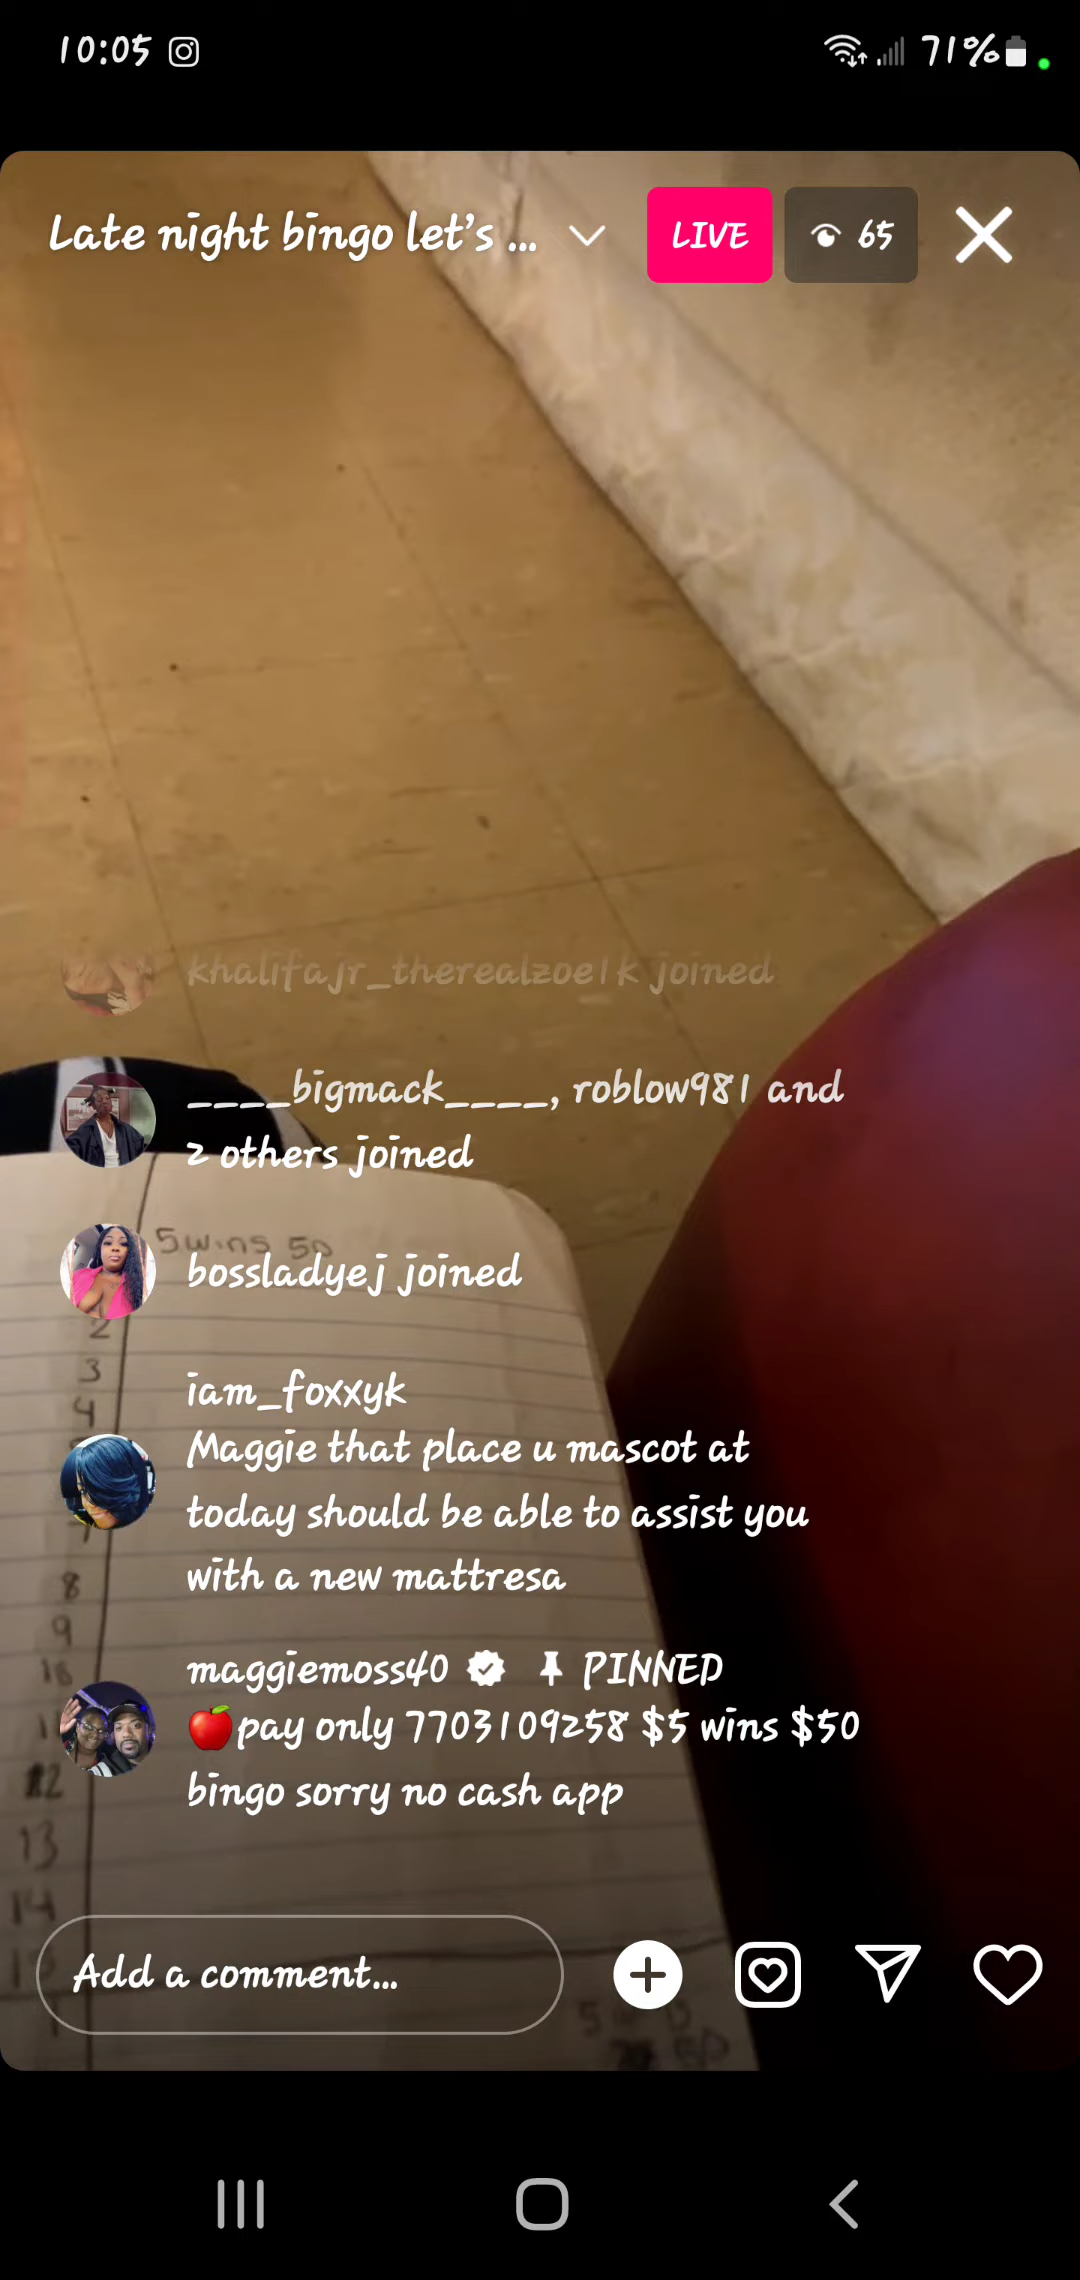 10:05
71%
Late night bingo let's ...
LIVE
65
khalifajr_therealzoe1k joined
____bigmack____, roblow981 and
2 others joined
5 wins 50
bossladyej joined
2
3
iam_foxxyk
4
Maggie that place u mascot at
today should be able to assist you
with a new mattresa
8
9
maggiemoss40 PINNED
🍎pay only 7703109258 $5 wins $50
12
bingo sorry no cash app
13
14
Add a comment...